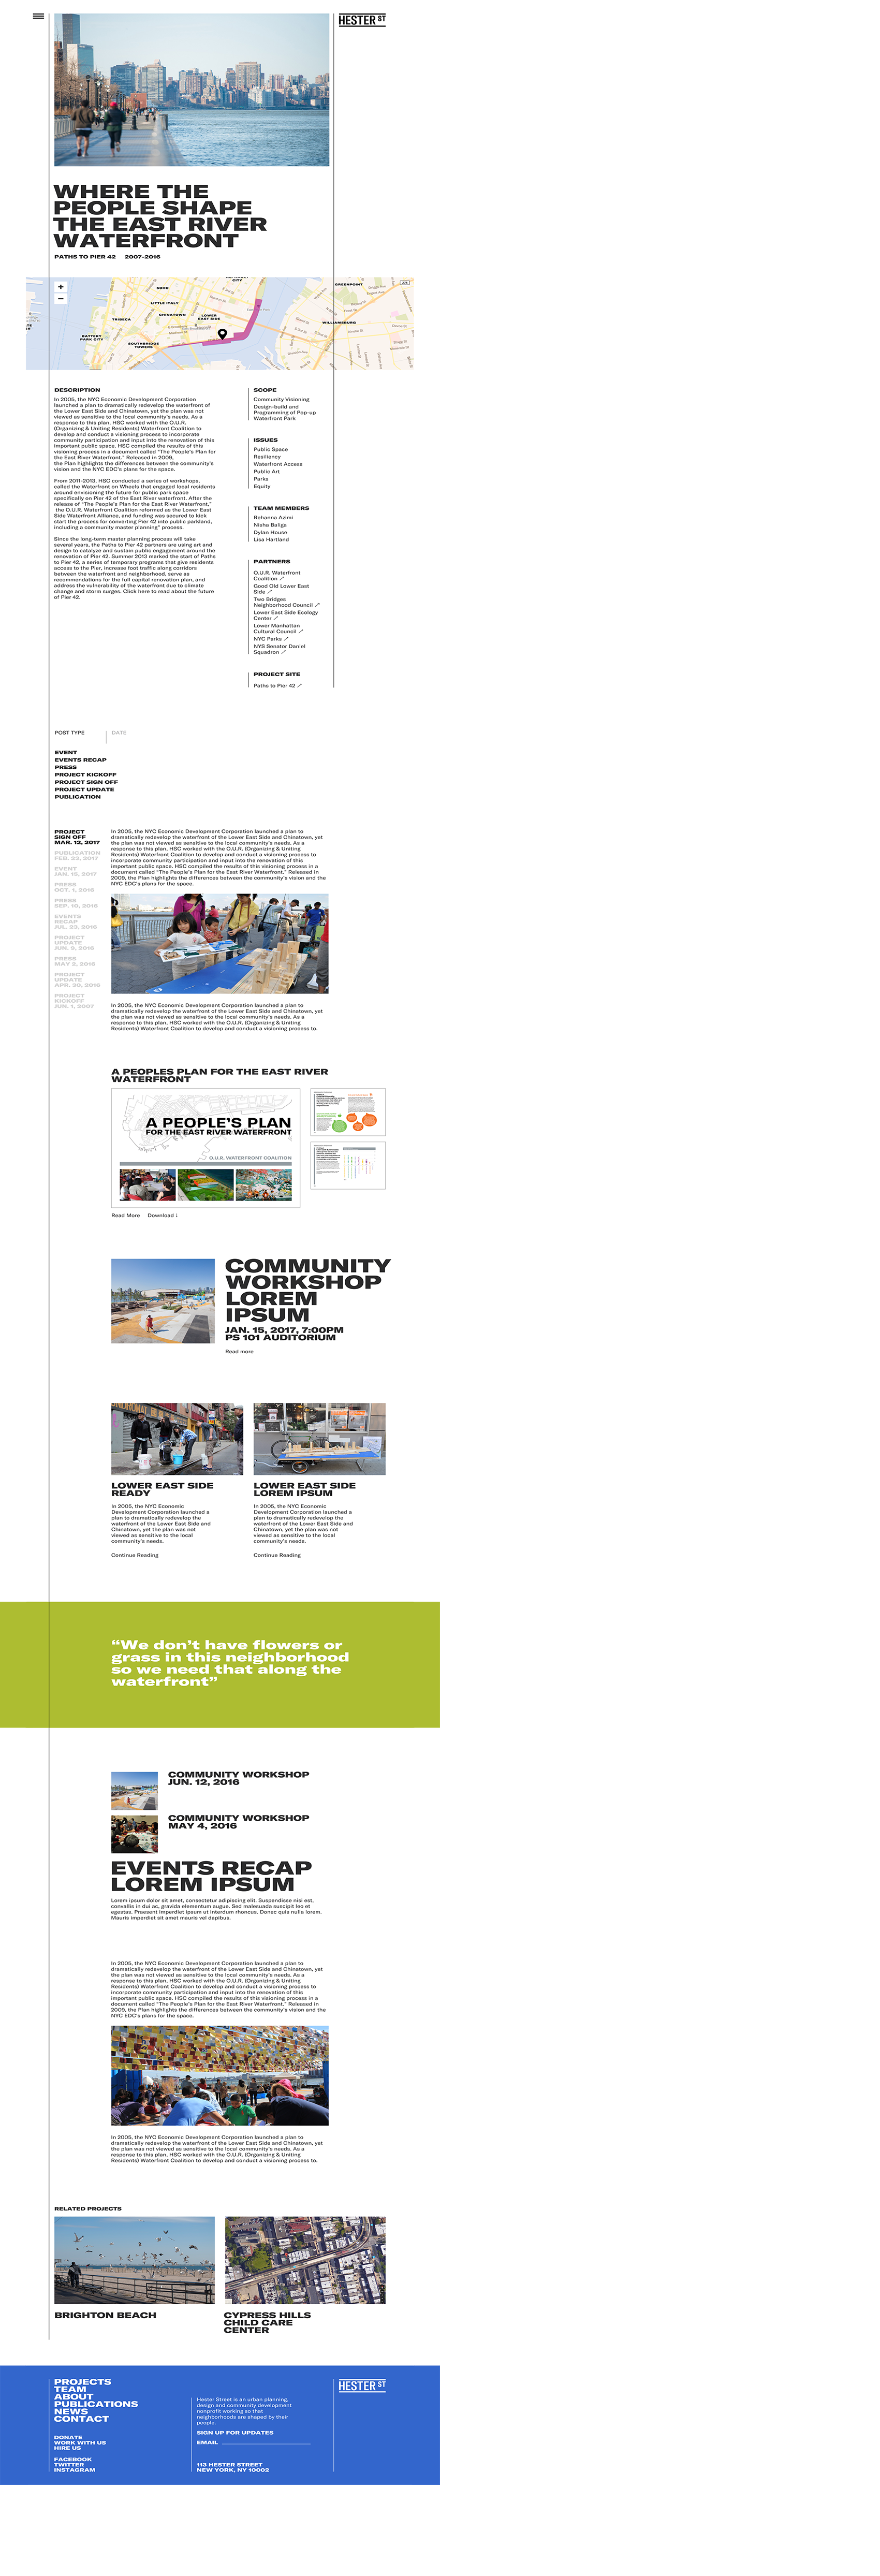 HESTER ST
WHERE THE
PEOPLE SHAPE
THE EAST RIVER
WATERFRONT
PATHS TO PIER 42 2007–2016
+
−
SOHO
LITTLE ITALY
CHINATOWN
TRIBECA
LOWER
EAST SIDE
BATTERY
PARK CITY
SOUTHBRIDGE
TOWERS
CITY
GREENPOINT
WILLIAMSBURG
DESCRIPTION
In 2005, the NYC Economic Development Corporation
launched a plan to dramatically redevelop the waterfront of
the Lower East Side and Chinatown, yet the plan was not
viewed as sensitive to the local community's needs. As a
response to this plan, HSC worked with the O.U.R.
(Organizing & Uniting Residents) Waterfront Coalition to
develop and conduct a visioning process to incorporate
community participation and input into the renovation of this
important public space. HSC compiled the results of this
visioning process in a document called “The People's Plan for
the East River Waterfront.” Released in 2009,
the Plan highlights the differences between the community's
vision and the NYC EDC's plans for the space.
From 2011-2013, HSC conducted a series of workshops,
called the Waterfront on Wheels that engaged local residents
around envisioning the future for public park space
specifically on Pier 42 of the East River waterfront. After the
release of “The People's Plan for the East River Waterfront,”
the O.U.R. Waterfront Coalition reformed as the Lower East
Side Waterfront Alliance, and funding was secured to kick
start the process for converting Pier 42 into public parkland,
including a community master planning” process.
Since the long-term master planning process will take
several years, the Paths to Pier 42 partners are using art and
design to catalyze and sustain public engagement around the
renovation of Pier 42. Summer 2013 marked the start of Paths
to Pier 42, a series of temporary programs that give residents
access to the Pier, increase foot traffic along corridors
between the waterfront and neighborhood, serve as
recommendations for the full capital renovation plan, and
address the vulnerability of the waterfront due to climate
change and storm surges. Click here to read about the future
of Pier 42.
SCOPE
Community Visioning
Design-build and
Programming of Pop-up
Waterfront Park
ISSUES
Public Space
Resiliency
Waterfront Access
Public Art
Parks
Equity
TEAM MEMBERS
Rehanna Azimi
Nisha Baliga
Dylan House
Lisa Hartland
PARTNERS
O.U.R. Waterfront
Coalition ↗
Good Old Lower East
Side ↗
Two Bridges
Neighborhood Council ↗
Lower East Side Ecology
Center ↗
Lower Manhattan
Cultural Council ↗
NYC Parks ↗
NYS Senator Daniel
Squadron ↗
PROJECT SITE
Paths to Pier 42 ↗
POST TYPE DATE
EVENT
EVENTS RECAP
PRESS
PROJECT KICKOFF
PROJECT SIGN OFF
PROJECT UPDATE
PUBLICATION
PROJECT
SIGN OFF
MAR. 12, 2017
PUBLICATION
FEB. 23, 2017
EVENT
JAN. 15, 2017
PRESS
OCT. 1, 2016
PRESS
SEP. 10, 2016
EVENTS
RECAP
JUL. 23, 2016
PROJECT
UPDATE
JUN. 5, 2016
PRESS
MAY 3, 2016
PROJECT
UPDATE
APR. 30, 2016
PROJECT
KICKOFF
JUN. 1, 2007
In 2005, the NYC Economic Development Corporation launched a plan to
dramatically redevelop the waterfront of the Lower East Side and Chinatown, yet
the plan was not viewed as sensitive to the local community's needs. As a
response to this plan, HSC worked with the O.U.R. (Organizing & Uniting
Residents) Waterfront Coalition to develop and conduct a visioning process to
incorporate community participation and input into the renovation of this
important public space. HSC compiled the results of this visioning process in a
document called “The People's Plan for the East River Waterfront.” Released in
2009, the Plan highlights the differences between the community's vision and the
NYC EDC's plans for the space.
In 2005, the NYC Economic Development Corporation launched a plan to
dramatically redevelop the waterfront of the Lower East Side and Chinatown, yet
the plan was not viewed as sensitive to the local community's needs. As a
response to this plan, HSC worked with the O.U.R. (Organizing & Uniting
Residents) Waterfront Coalition to develop and conduct a visioning process to.
A PEOPLES PLAN FOR THE EAST RIVER
WATERFRONT
A PEOPLE'S PLAN
FOR THE EAST RIVER WATERFRONT
O.U.R. WATERFRONT COALITION
Read More Download ↓
COMMUNITY
WORKSHOP
LOREM
IPSUM
JAN. 15, 2017, 7:00PM
PS 101 AUDITORIUM
Read more
LOWER EAST SIDE
READY
In 2005, the NYC Economic
Development Corporation launched a
plan to dramatically redevelop the
waterfront of the Lower East Side and
Chinatown, yet the plan was not
viewed as sensitive to the local
community's needs.
Continue Reading
LOWER EAST SIDE
LOREM IPSUM
In 2005, the NYC Economic
Development Corporation launched a
plan to dramatically redevelop the
waterfront of the Lower East Side and
Chinatown, yet the plan was not
viewed as sensitive to the local
community's needs.
Continue Reading
“We don't have flowers or
grass in this neighborhood
so we need that along the
waterfront”
COMMUNITY WORKSHOP
JUN. 12, 2016
COMMUNITY WORKSHOP
MAY 4, 2016
EVENTS RECAP
LOREM IPSUM
Lorem ipsum dolor sit amet, consectetur adipiscing elit. Suspendisse nisi est,
convallis in dui ac, gravida elementum augue. Sed malesuada suscipit leo et
egestas. Praesent imperdiet ipsum ut interdum rhoncus. Donec quis nulla lorem.
Mauris imperdiet sit amet mauris vel dapibus.
In 2005, the NYC Economic Development Corporation launched a plan to
dramatically redevelop the waterfront of the Lower East Side and Chinatown, yet
the plan was not viewed as sensitive to the local community's needs. As a
response to this plan, HSC worked with the O.U.R. (Organizing & Uniting
Residents) Waterfront Coalition to develop and conduct a visioning process to
incorporate community participation and input into the renovation of this
important public space. HSC compiled the results of this visioning process in a
document called “The People's Plan for the East River Waterfront.” Released in
2009, the Plan highlights the differences between the community's vision and the
NYC EDC's plans for the space.
In 2005, the NYC Economic Development Corporation launched a plan to
dramatically redevelop the waterfront of the Lower East Side and Chinatown, yet
the plan was not viewed as sensitive to the local community's needs. As a
response to this plan, HSC worked with the O.U.R. (Organizing & Uniting
Residents) Waterfront Coalition to develop and conduct a visioning process to.
RELATED PROJECTS
BRIGHTON BEACH
CYPRESS HILLS
CHILD CARE
CENTER
PROJECTS
TEAM
ABOUT
PUBLICATIONS
NEWS
CONTACT
DONATE
WORK WITH US
HIRE US
FACEBOOK
TWITTER
INSTAGRAM
Hester Street is an urban planning,
design and community development
nonprofit working so that
neighborhoods are shaped by their
people.
SIGN UP FOR UPDATES
EMAIL
113 HESTER STREET
NEW YORK, NY 10002
HESTER ST